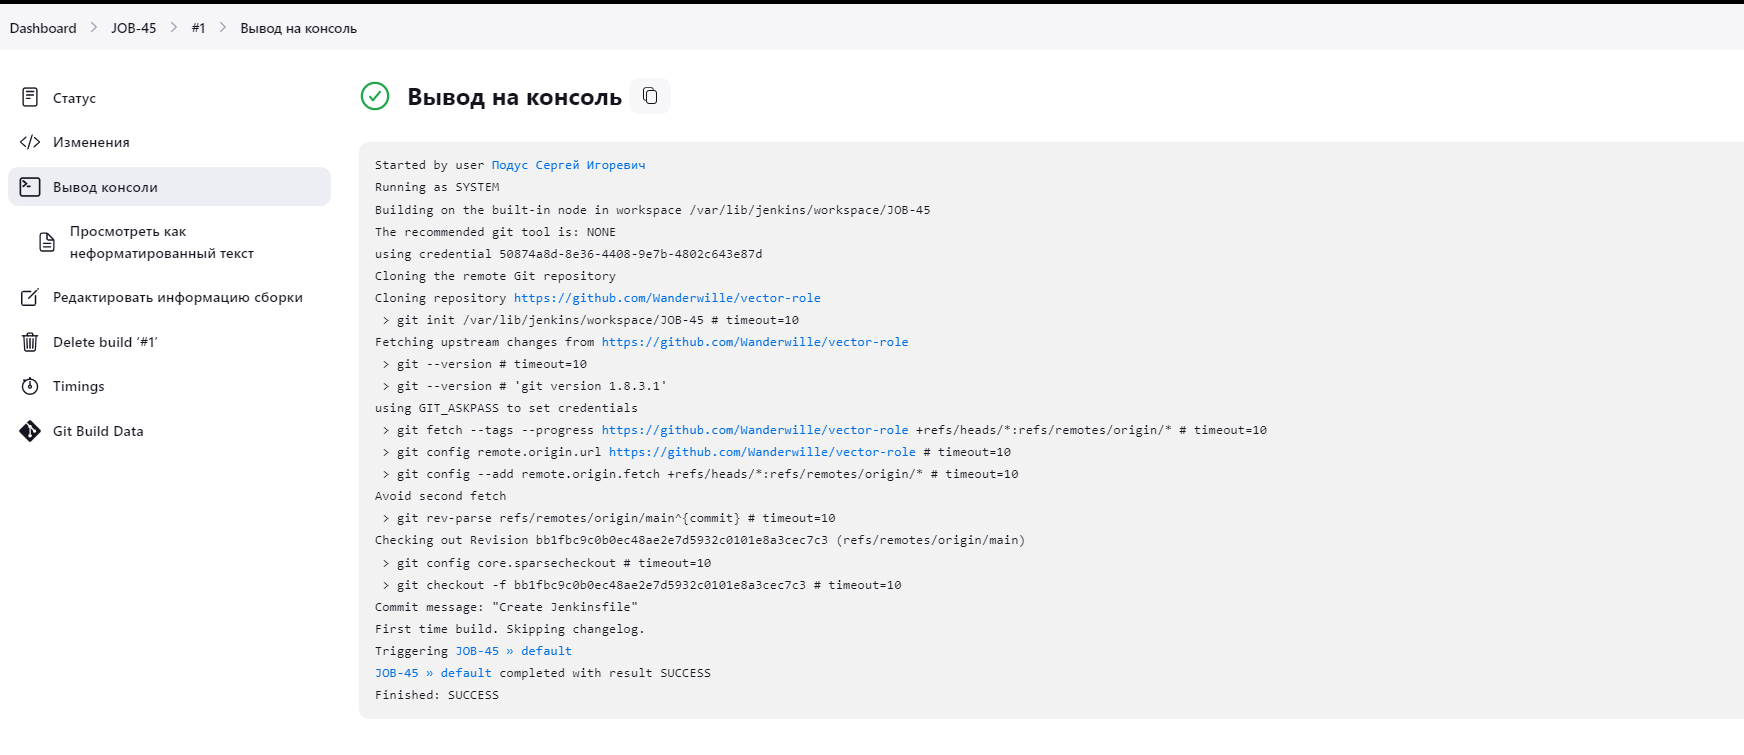 Dashboard > JOB-45 > #1 > Вывод на консоль
Статус
Изменения
Вывод консоли
Просмотреть как
неформатированный текст
Редактировать информацию сборки
Delete build ‘#1’
Timings
Git Build Data
Вывод на консоль
Started by user Подус Сергей Игоревич
Running as SYSTEM
Building on the built-in node in workspace /var/lib/jenkins/workspace/JOB-45
The recommended git tool is: NONE
using credential 50874a8d-8e36-4408-9e7b-4802c643e87d
Cloning the remote Git repository
Cloning repository https://github.com/Wanderwille/vector-role
 > git init /var/lib/jenkins/workspace/JOB-45 # timeout=10
Fetching upstream changes from https://github.com/Wanderwille/vector-role
 > git --version # timeout=10
 > git --version # 'git version 1.8.3.1'
using GIT_ASKPASS to set credentials
 > git fetch --tags --progress https://github.com/Wanderwille/vector-role +refs/heads/*:refs/remotes/origin/* # timeout=10
 > git config remote.origin.url https://github.com/Wanderwille/vector-role # timeout=10
 > git config --add remote.origin.fetch +refs/heads/*:refs/remotes/origin/* # timeout=10
Avoid second fetch
 > git rev-parse refs/remotes/origin/main^{commit} # timeout=10
Checking out Revision bb1fbc9c0b0ec48ae2e7d5932c0101e8a3cec7c3 (refs/remotes/origin/main)
 > git config core.sparsecheckout # timeout=10
 > git checkout -f bb1fbc9c0b0ec48ae2e7d5932c0101e8a3cec7c3 # timeout=10
Commit message: "Create Jenkinsfile"
First time build. Skipping changelog.
Triggering JOB-45 » default
JOB-45 » default completed with result SUCCESS
Finished: SUCCESS